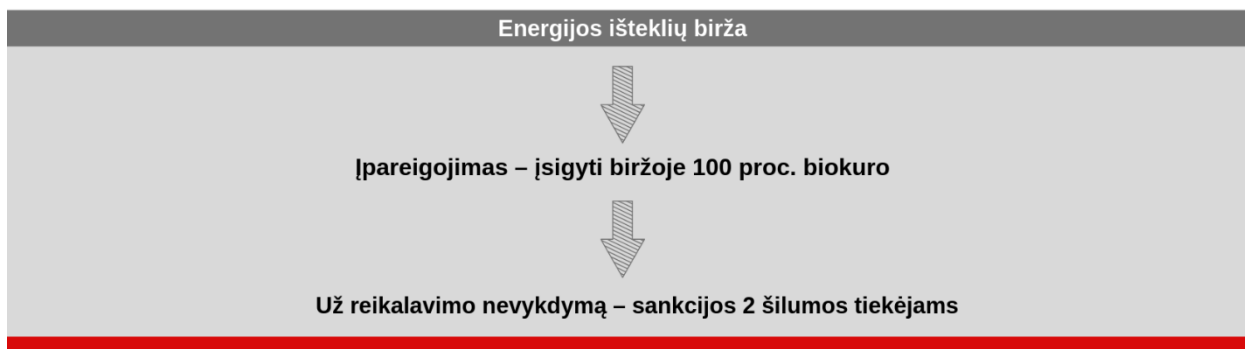 Energijos išteklių birža
Įpareigojimas – įsigyti biržoje 100 proc. biokuro
Už reikalavimo nevykdymą – sankcijos 2 šilumos tiekėjams